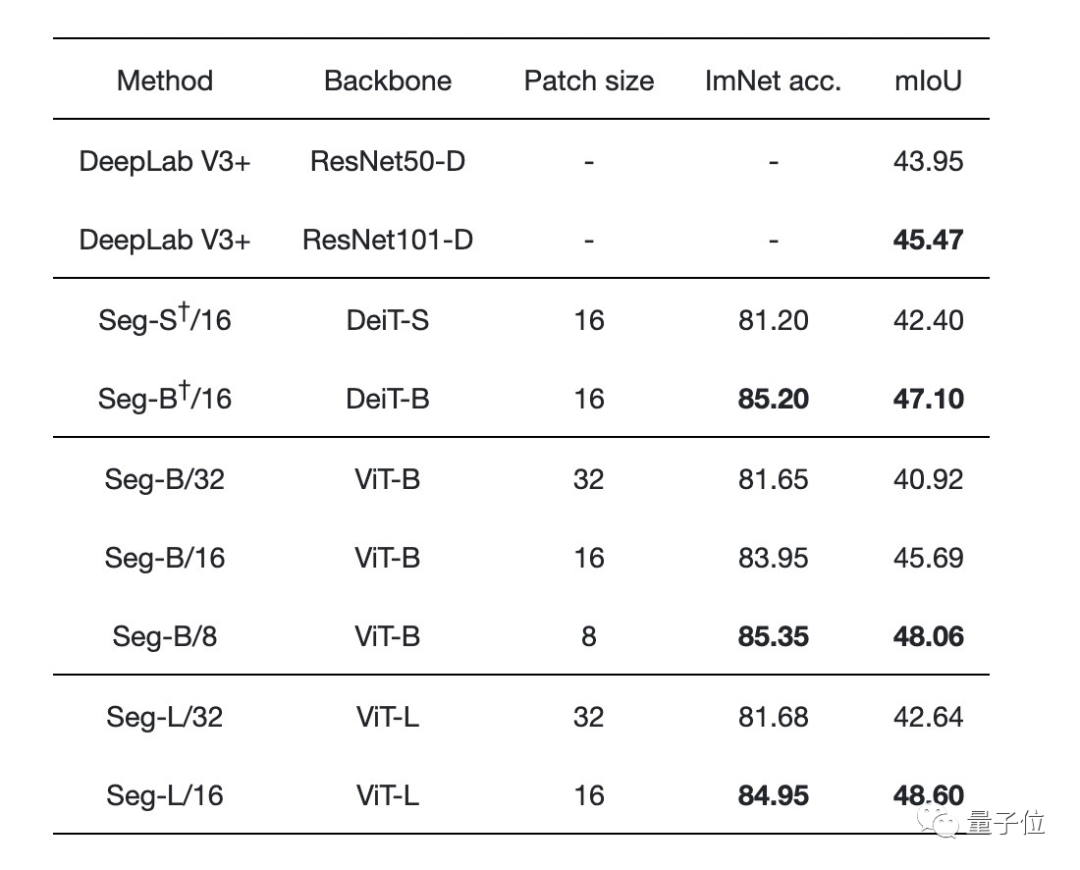 Method Backbone Patch size ImNet acc. mIoU
DeepLab V3+ ResNet50-D - - 43.95
DeepLab V3+ ResNet101-D - - 45.47
Seg-S†/16 DeiT-S 16 81.20 42.40
Seg-B†/16 DeiT-B 16 85.20 47.10
Seg-B/32 ViT-B 32 81.65 40.92
Seg-B/16 ViT-B 16 83.95 45.69
Seg-B/8 ViT-B 8 85.35 48.06
Seg-L/32 ViT-L 32 81.68 42.64
Seg-L/16 ViT-L 16 84.95 48.60
量子位